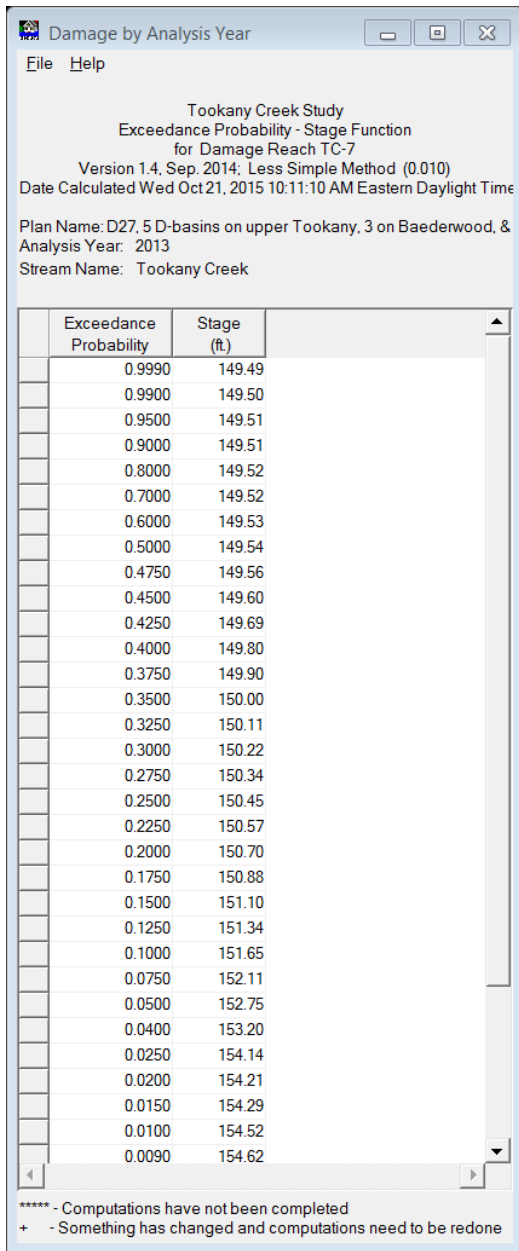 Damage by Analysis Year
File Help
Tookany Creek Study
Exceedance Probability - Stage Function
for Damage Reach TC-7
Version 1.4, Sep. 2014; Less Simple Method (0.010)
Date Calculated Wed Oct 21, 2015 10:11:10 AM Eastern Daylight Time
Plan Name: D27, 5 D-basins on upper Tookany, 3 on Baederwood, &
Analysis Year: 2013
Stream Name: Tookany Creek
Exceedance Stage
Probability (ft.)
0.9990 149.49
0.9900 149.50
0.9500 149.51
0.9000 149.51
0.8000 149.52
0.7000 149.52
0.6000 149.53
0.5000 149.54
0.4750 149.56
0.4500 149.60
0.4250 149.69
0.4000 149.80
0.3750 149.90
0.3500 150.00
0.3250 150.11
0.3000 150.22
0.2750 150.34
0.2500 150.45
0.2250 150.57
0.2000 150.70
0.1750 150.88
0.1500 151.10
0.1250 151.34
0.1000 151.65
0.0750 152.11
0.0500 152.75
0.0400 153.20
0.0250 154.14
0.0200 154.21
0.0150 154.29
0.0100 154.52
0.0090 154.62
***** - Computations have not been completed
+ - Something has changed and computations need to be redone